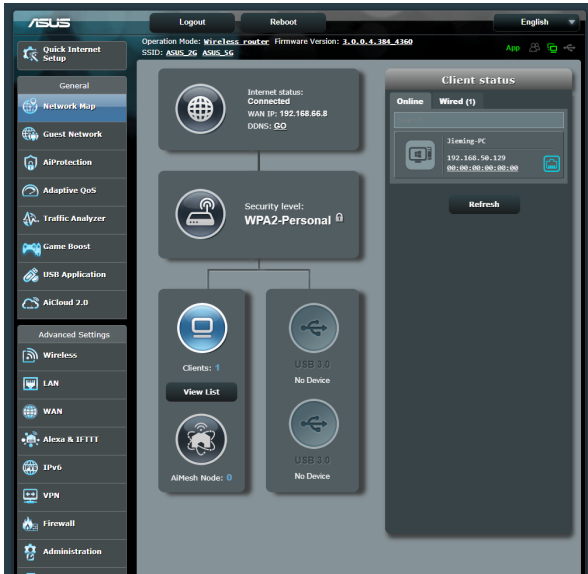 ASUS
Logout
Reboot
English
Quick Internet
Setup
Operation Mode: Wireless router Firmware Version: 3.0.0.4.384_4360
SSID: ASUS_2G ASUS_5G
App
General
Network Map
Guest Network
AiProtection
Adaptive QoS
Traffic Analyzer
Game Boost
USB Application
AiCloud 2.0
Advanced Settings
Wireless
LAN
WAN
Alexa & IFTTT
IPv6
VPN
Firewall
Administration
Internet status:
Connected
WAN IP: 192.168.66.8
DDNS: GO
Security level:
WPA2-Personal
Clients: 1
View List
AiMesh Node: 0
USB 3.0
No Device
USB 3.0
No Device
Client status
Online Wired (1)
Jieming-PC
192.168.50.129
00:00:00:00:00:00
Refresh